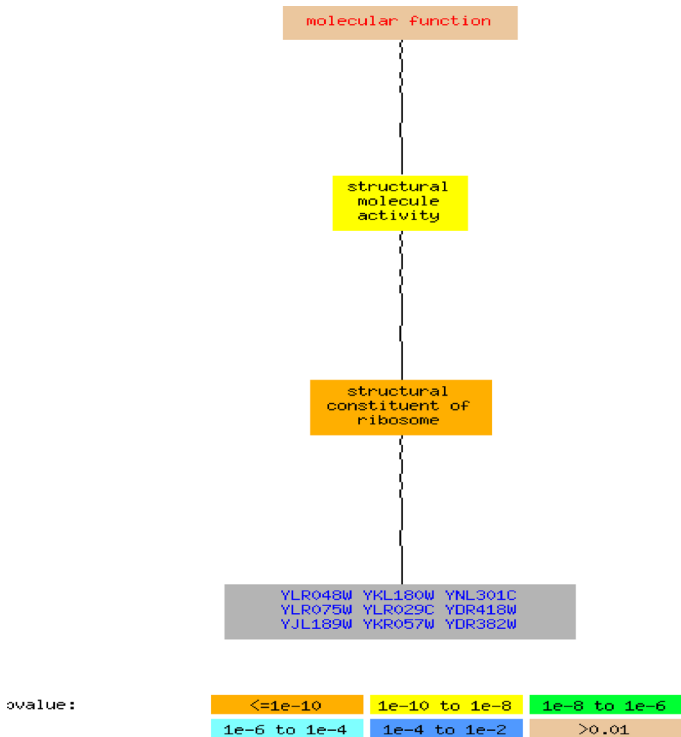 molecular function
structural
molecule
activity
structural
constituent of
ribosome
YLR048W YKL180W YNL301C
YLR075W YLR029C YDR418W
YJL189W YKR057W YDR382W
pvalue: <=1e-10 1e-10 to 1e-8 1e-8 to 1e-6
1e-6 to 1e-4 1e-4 to 1e-2 >0.01